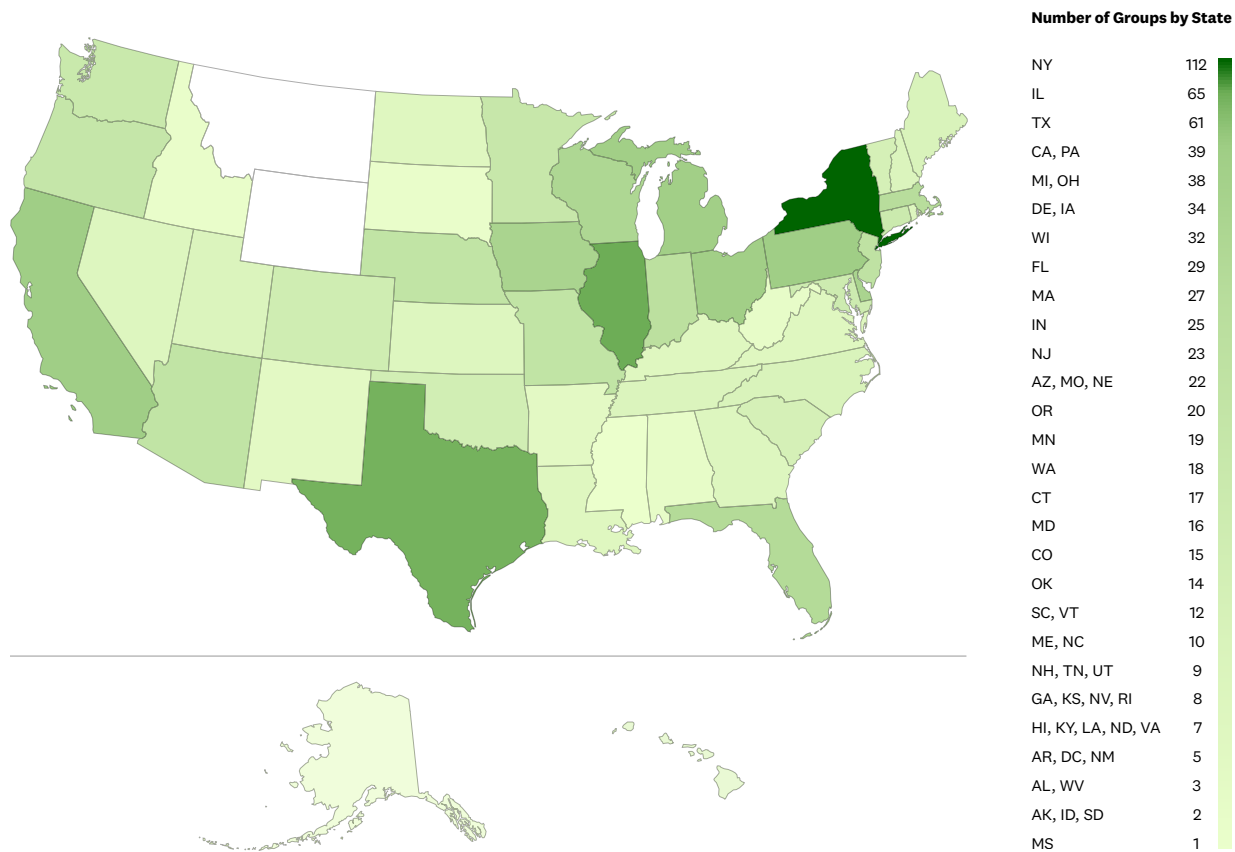 Number of Groups by State
NY 112
IL 65
TX 61
CA, PA 39
MI, OH 38
DE, IA 34
WI 32
FL 29
MA 27
IN 25
NJ 23
AZ, MO, NE 22
OR 20
MN 19
WA 18
CT 17
MD 16
CO 15
OK 14
SC, VT 12
ME, NC 10
NH, TN, UT 9
GA, KS, NV, RI 8
HI, KY, LA, ND, VA 7
AR, DC, NM 5
AL, WV 3
AK, ID, SD 2
MS 1